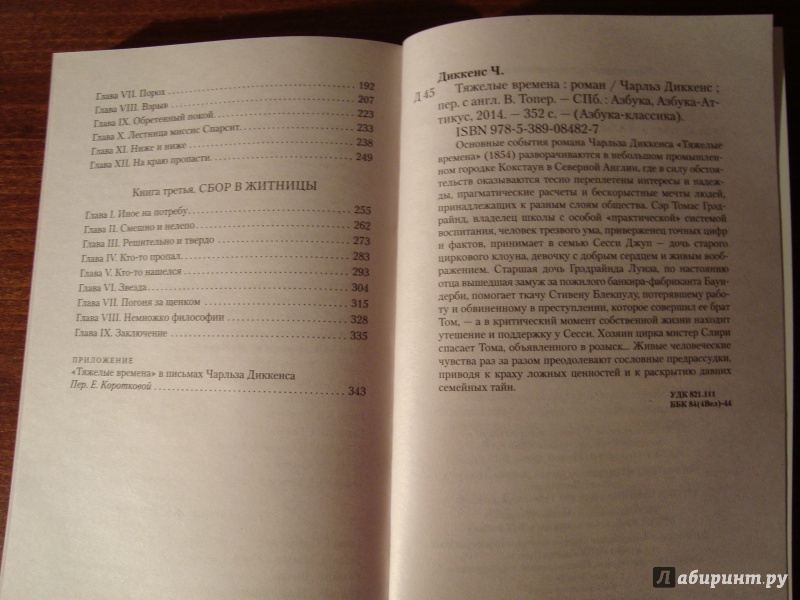 Глава VII. Порох 192
Глава VIII. Взрыв 207
Глава IX. Обретенный покой. 223
Глава X. Лестница миссис Спарсит. 233
Глава XI. Ниже и ниже 238
Глава XII. На краю пропасти. 249
Книга третья. СБОР В ЖИТНИЦЫ
Глава I. Иное на потребу. 255
Глава II. Смешно и нелепо 262
Глава III. Решительно и твердо 273
Глава IV. Кто-то пропал. 283
Глава V. Кто-то нашелся 293
Глава VI. Звезда 304
Глава VII. Погоня за щенком 315
Глава VIII. Немножко философии 328
Глава IX. Заключение 335
ПРИЛОЖЕНИЕ
«Тяжелые времена» в письмах Чарльза Диккенса
Пер. Е. Коротковой 343
Диккенс Ч.
Д 45 Тяжелые времена : роман / Чарльз Диккенс ;
пер. с англ. В. Топер. — СПб. : Азбука, Азбука-Ат-
тикус, 2014. — 352 с. — (Азбука-классика).
ISBN 978-5-389-08482-7
Основные события романа Чарльза Диккенса «Тяжелые
времена» (1854) разворачиваются в небольшом промышлен-
ном городке Кокстаун в Северной Англии, где в силу обсто-
ятельств оказываются тесно переплетены интересы и надеж-
ды, прагматические расчеты и бескорыстные мечты людей,
принадлежащих к разным слоям общества. Сэр Томас Грэд-
райнд, владелец школы с особой «практической» системой
воспитания, человек трезвого ума, приверженец точных цифр
и фактов, принимает в семью Сесси Джуп — дочь старого
циркового клоуна, девочку с добрым сердцем и живым вооб-
ражением. Старшая дочь Грэдграйнда Луиза, по настоянию
отца вышедшая замуж за пожилого банкира-фабриканта Баун-
дерби, помогает ткачу Стивену Блекпулу, потерявшему рабо-
ту и обвиненному в преступлении, которое совершил ее брат
Том, — а в критический момент собственной жизни находит
утешение и поддержку у Сесси. Хозяин цирка мистер Слири
спасает Тома, объявленного в розыск... Живые человеческие
чувства раз за разом преодолевают сословные предрассудки,
приводя к краху ложных ценностей и к раскрытию давних
семейных тайн.
УДК 821.111
ББК 84(4Вел)-44
Лабиринт.ру